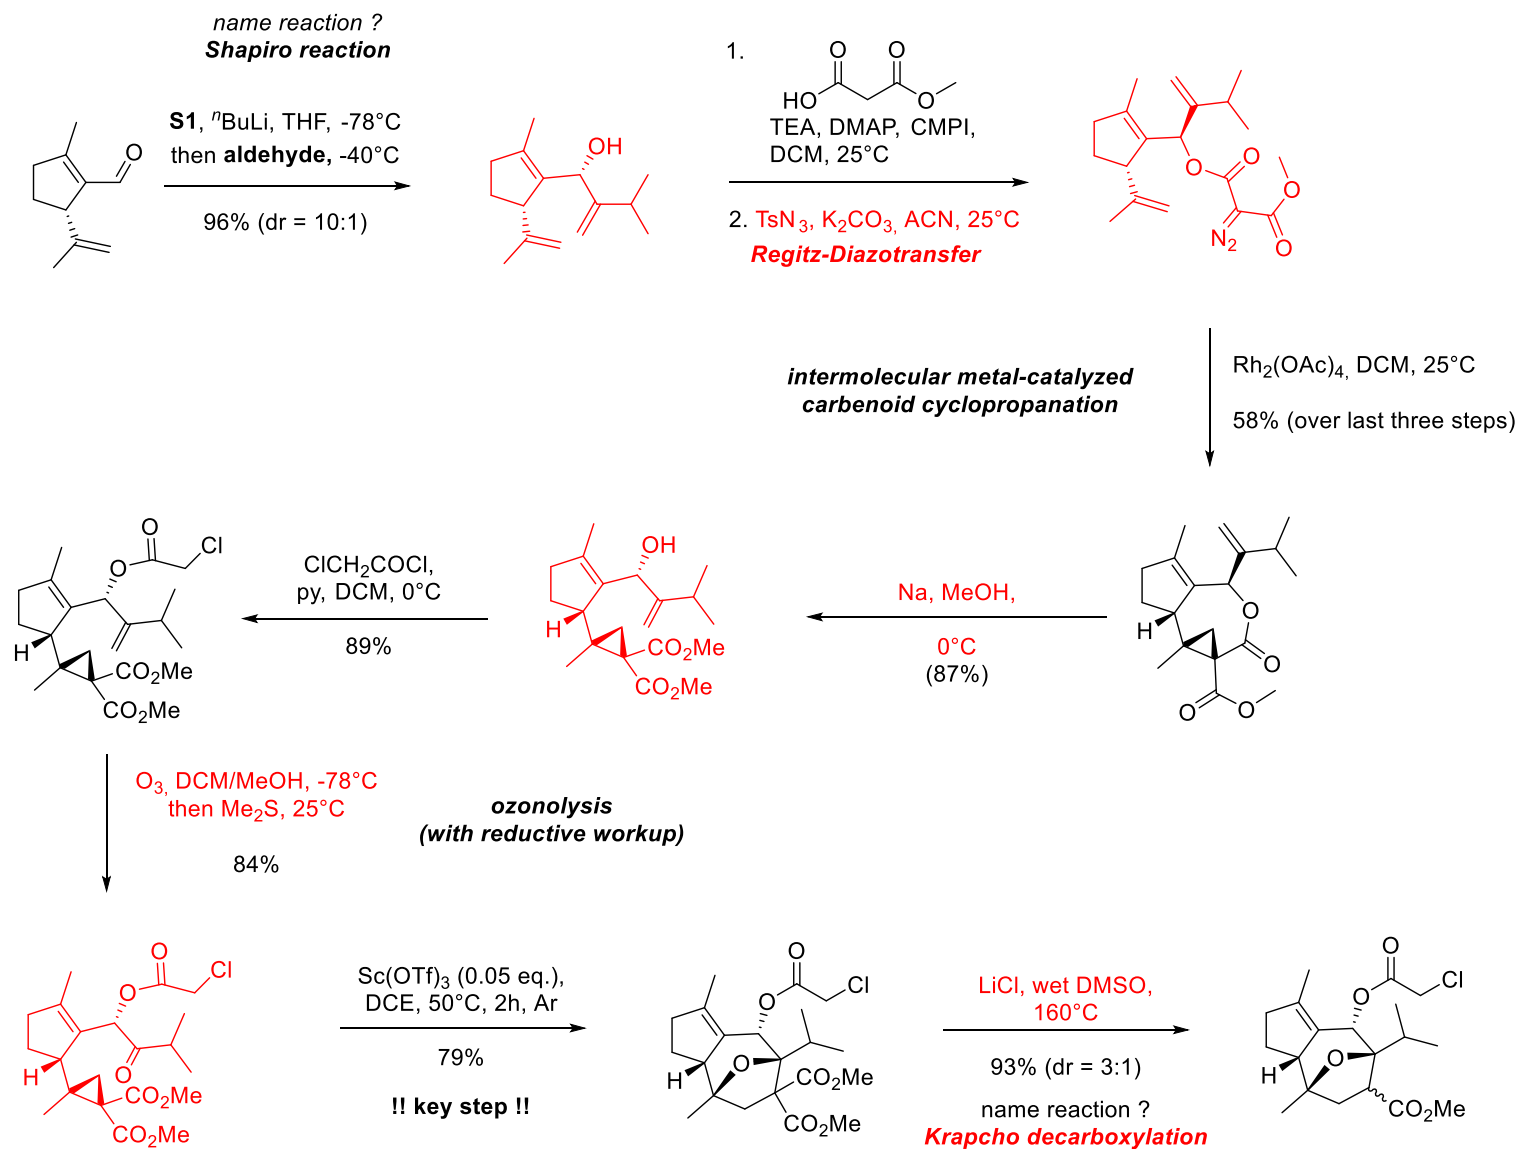 name reaction ?
Shapiro reaction
S1, nBuLi, THF, -78°C
then aldehyde, -40°C
96% (dr = 10:1)
O
OH
1.
O O
HO O
TEA, DMAP, CMPI,
DCM, 25°C
2. TsN3, K2CO3, ACN, 25°C
Regitz-Diazotransfer
O
O
O
N2
O
intermolecular metal-catalyzed
carbenoid cyclopropanation
Rh2(OAc)4, DCM, 25°C
58% (over last three steps)
O
O
H
O
O
Na, MeOH,
0°C
(87%)
OH
H
CO2Me
CO2Me
ClCH2COCl,
py, DCM, 0°C
89%
O
Cl
O
H
CO2Me
CO2Me
O3, DCM/MeOH, -78°C
then Me2S, 25°C
84%
ozonolysis
(with reductive workup)
O
Cl
O
O
H
CO2Me
CO2Me
Sc(OTf)3 (0.05 eq.),
DCE, 50°C, 2h, Ar
79%
!! key step !!
O
Cl
O
O
H
CO2Me
CO2Me
LiCl, wet DMSO,
160°C
93% (dr = 3:1)
name reaction ?
Krapcho decarboxylation
O
Cl
O
O
H
CO2Me